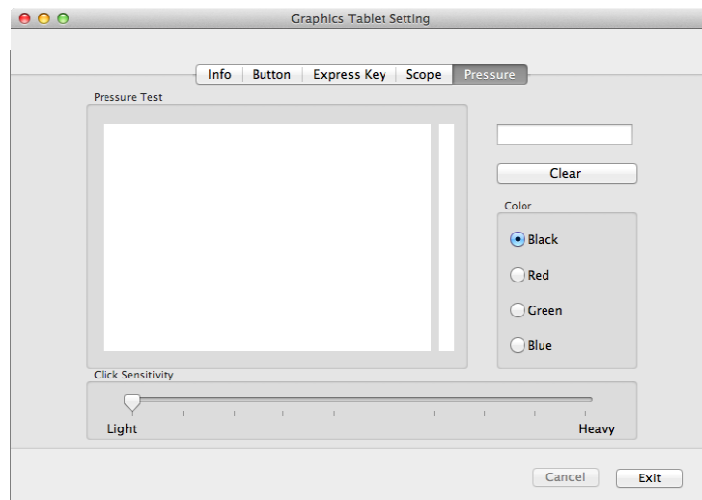 Graphics Tablet Setting
Info Button Express Key Scope Pressure
Pressure Test
Clear
Color
Black
Red
Green
Blue
Click Sensitivity
Light Heavy
Cancel Exit